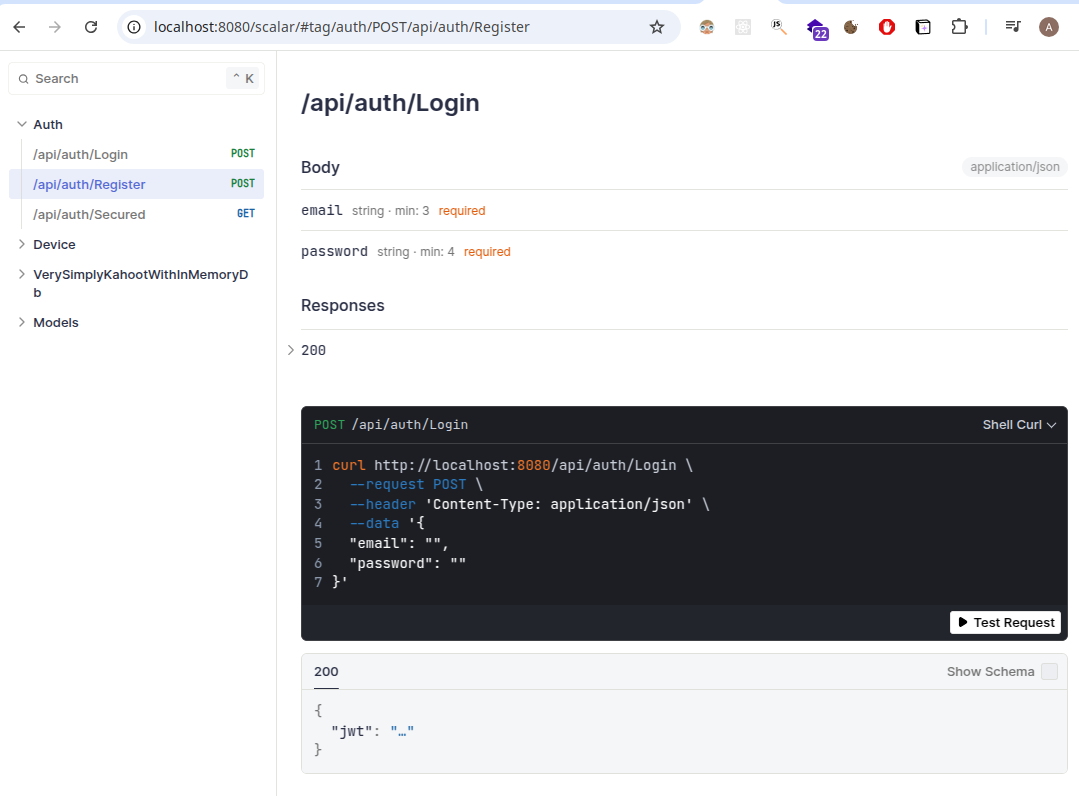 localhost:8080/scalar/#tag/auth/POST/api/auth/Register
JS
22
A
Search
⌃ K
Auth
/api/auth/Login POST
/api/auth/Register POST
/api/auth/Secured GET
Device
VerySimplyKahootWithInMemoryD
b
Models
/api/auth/Login
Body application/json
email string · min: 3 required
password string · min: 4 required
Responses
200
POST /api/auth/Login Shell Curl
1 curl http://localhost:8080/api/auth/Login \
2 --request POST \
3 --header 'Content-Type: application/json' \
4 --data '{
5 "email": "",
6 "password": ""
7 }'
Test Request
200 Show Schema
{
"jwt": "…"
}